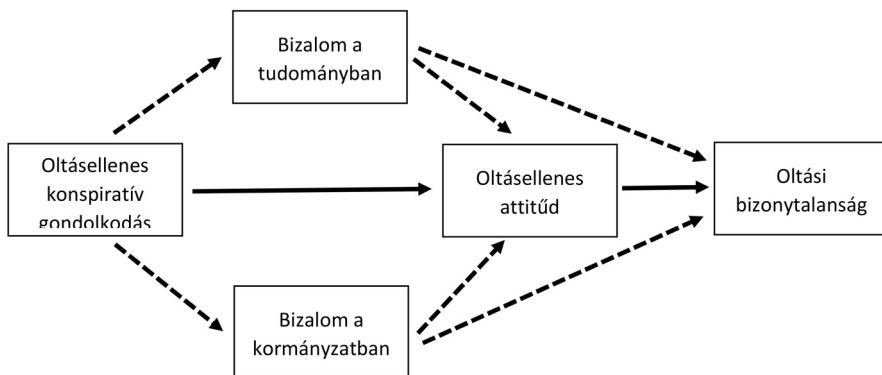 Bizalom a
tudományban
Oltásellenes
konspiratív
gondolkodás
Oltásellenes
attitűd
Oltási
bizonytalanság
Bizalom a
kormányzatban